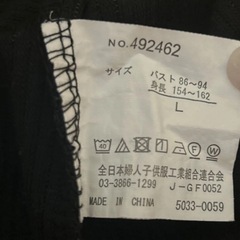 NO.492462
サイズ
バスト 86~94
身長 154~162
L
40
全日本婦人子供服工業組合連合会
03-3866-1299 J-GF0052
MADE IN CHINA 5033-0059